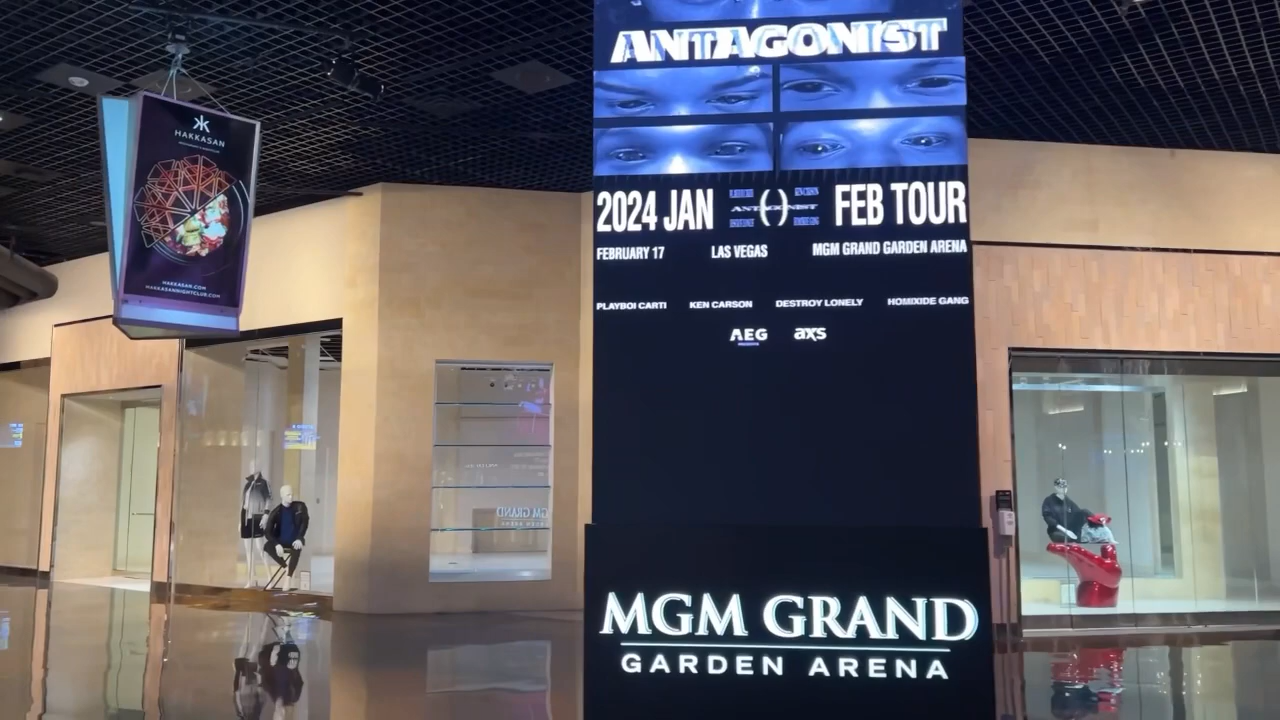 ANTAGONIST
HAKKASAN
HAKKASAN.COM
HAKKASANNIGHTCLUB.COM
2024 JAN
ANTAGONIST
( )
FEB TOUR
FEBRUARY 17
LAS VEGAS
MGM GRAND GARDEN ARENA
PLAYBOI CARTI
KEN CARSON
DESTROY LONELY
HOMIXIDE GANG
AEG
axs
MGM GRAND
GARDEN ARENA